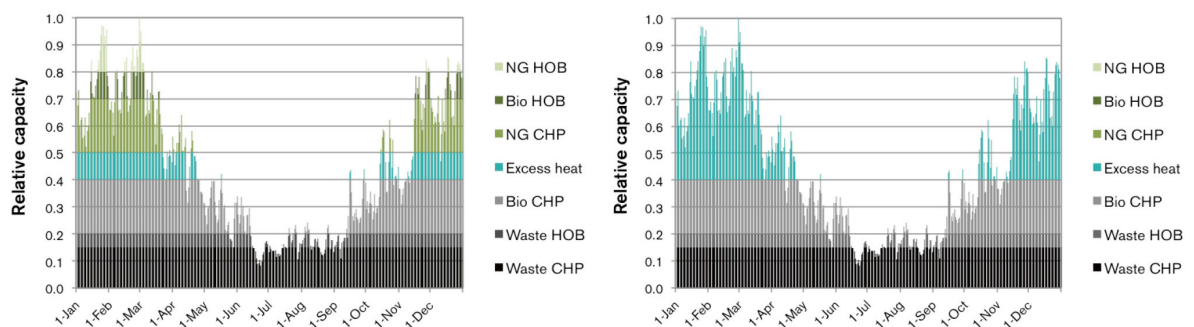 Relative capacity
1.0
0.9
0.8
0.7
0.6
0.5
0.4
0.3
0.2
0.1
0.0
1-Jan
1-Feb
1-Mar
1-Apr
1-May
1-Jun
1-Jul
1-Aug
1-Sep
1-Oct
1-Nov
1-Dec
NG HOB
Bio HOB
NG CHP
Excess heat
Bio CHP
Waste HOB
Waste CHP
Relative capacity
1.0
0.9
0.8
0.7
0.6
0.5
0.4
0.3
0.2
0.1
0.0
1-Jan
1-Feb
1-Mar
1-Apr
1-May
1-Jun
1-Jul
1-Aug
1-Sep
1-Oct
1-Nov
1-Dec
NG HOB
Bio HOB
NG CHP
Excess heat
Bio CHP
Waste HOB
Waste CHP